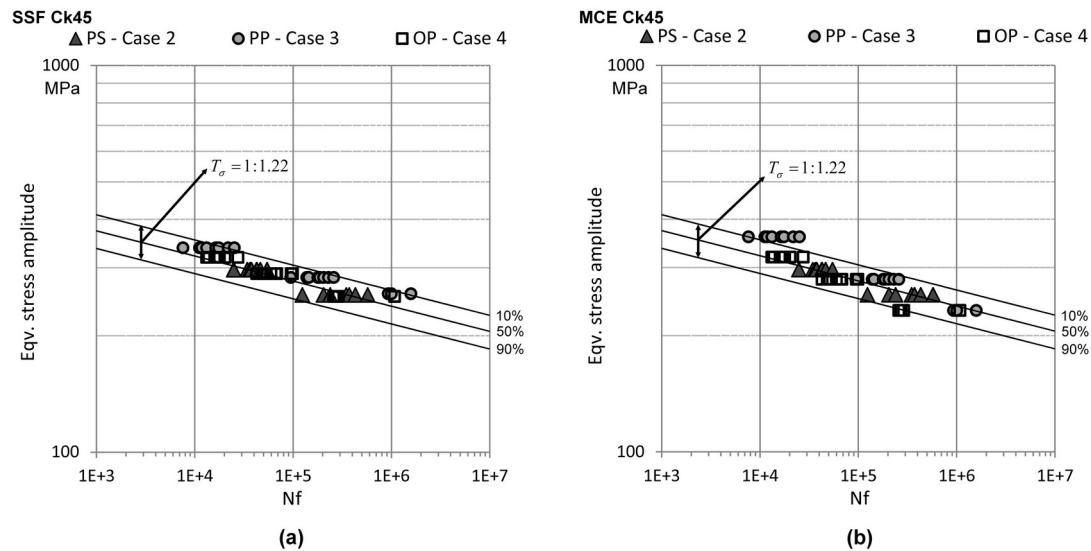 SSF Ck45
PS - Case 2 PP - Case 3 OP - Case 4
1000
MPa
Eqv. stress amplitude
Tσ = 1:1.22
10%
50%
90%
100
1E+3 1E+4 1E+5 1E+6 1E+7
Nf
(a)
MCE Ck45
PS - Case 2 PP - Case 3 OP - Case 4
1000
MPa
Eqv. stress amplitude
Tσ = 1:1.22
10%
50%
90%
100
1E+3 1E+4 1E+5 1E+6 1E+7
Nf
(b)